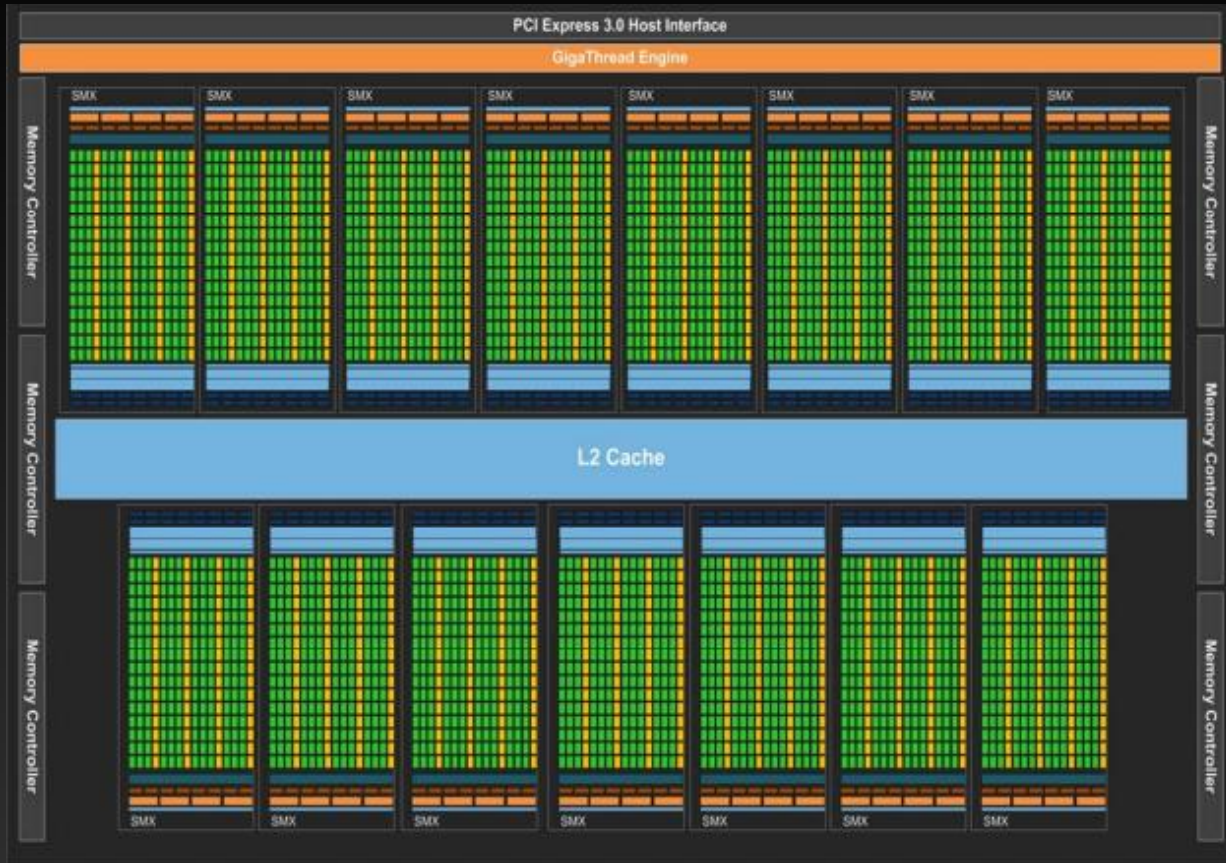 PCI Express 3.0 Host Interface
GigaThread Engine
SMX
SMX
SMX
SMX
SMX
SMX
SMX
SMX
Memory Controller
Memory Controller
Memory Controller
Memory Controller
L2 Cache
Memory Controller
Memory Controller
SMX
SMX
SMX
SMX
SMX
SMX
SMX